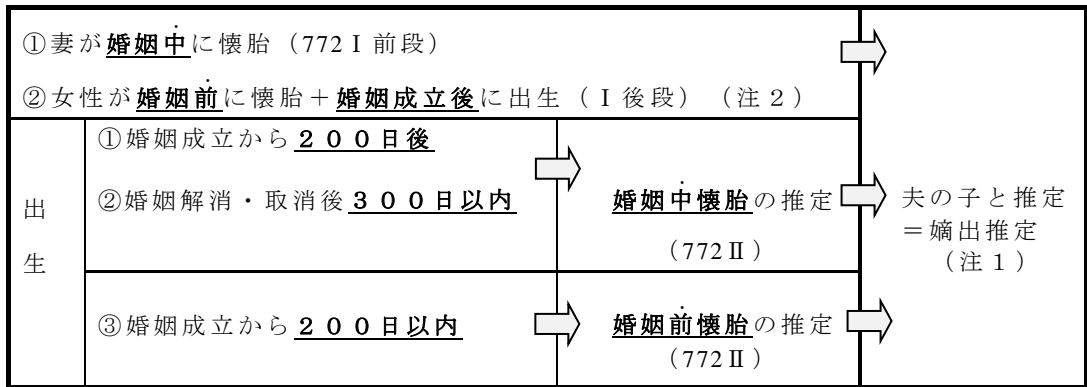 ①妻が婚姻中に懐胎(772Ⅰ前段)
②女性が婚姻前に懐胎+婚姻成立後に出生(Ⅰ後段)(注2)
出生
①婚姻成立から200日後
②婚姻解消・取消後300日以内
婚姻中懐胎の推定
(772Ⅱ)
③婚姻成立から200日以内
婚姻前懐胎の推定
(772Ⅱ)
夫の子と推定
=嫡出推定
(注1)